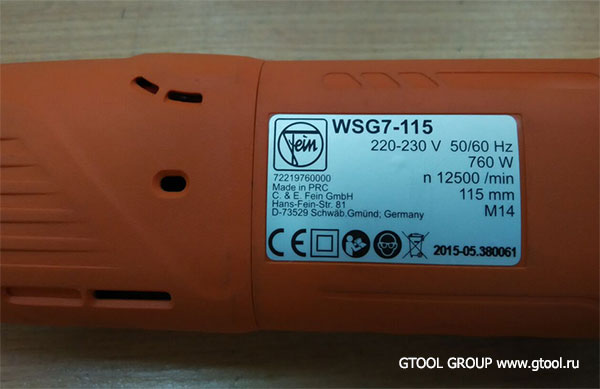 Fein
WSG7-115
220-230 V 50/60 Hz
760 W
n 12500 /min
115 mm
M14
72219760000
Made in PRC
C. & E. Fein GmbH
Hans-Fein-Str. 81
D-73529 Schwäb.Gmünd; Germany
CE
2015-05.380061
GTOOL GROUP www.gtool.ru